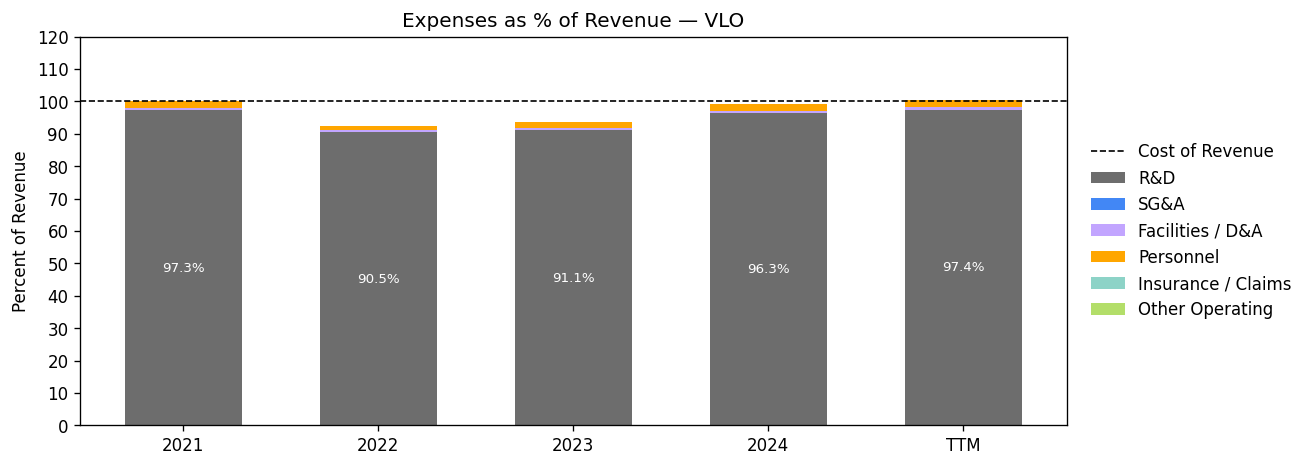 Expenses as % of Revenue — VLO
Percent of Revenue
120
110
100
90
80
70
60
50
40
30
20
10
0
97.3%
90.5%
91.1%
96.3%
97.4%
2021
2022
2023
2024
TTM
Cost of Revenue
R&D
SG&A
Facilities / D&A
Personnel
Insurance / Claims
Other Operating